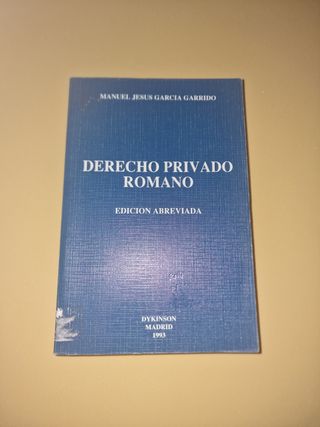 MANUEL JESUS GARCIA GARRIDO
DERECHO PRIVADO
ROMANO
EDICION ABREVIADA
DYKINSON
MADRID
1993